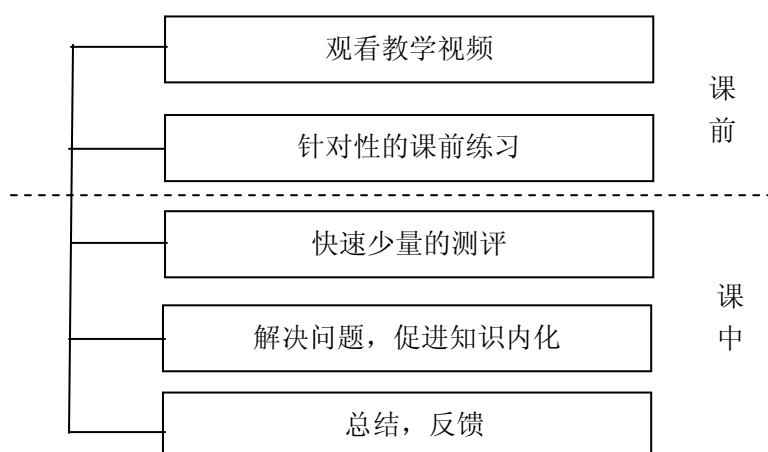 观看教学视频
针对性的课前练习
课前
快速少量的测评
解决问题，促进知识内化
总结，反馈
课中